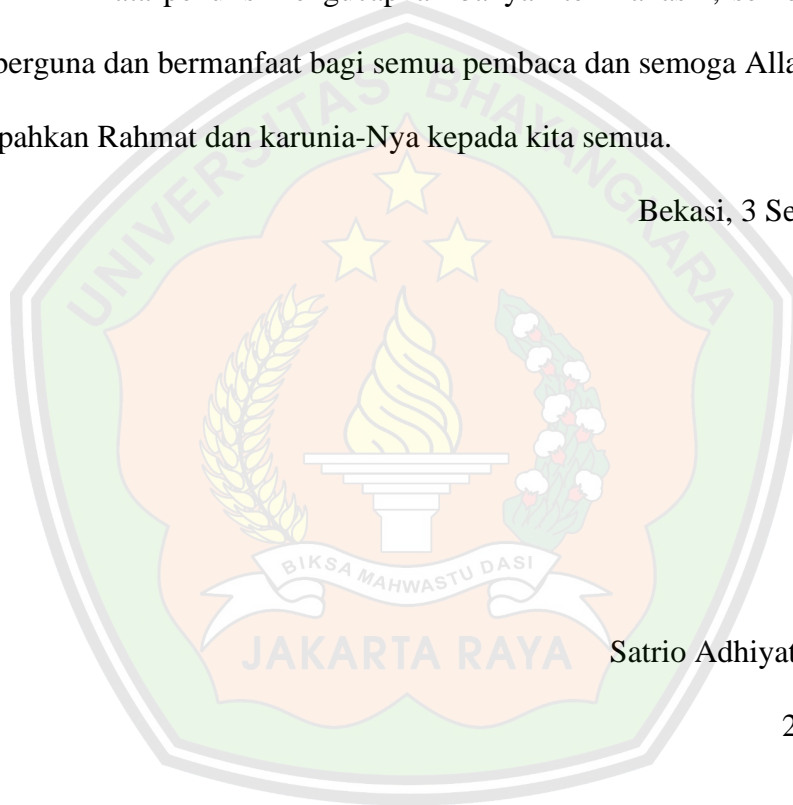 berguna dan bermanfaat bagi semua pembaca dan semoga Alla
pahkan Rahmat dan karunia-Nya kepada kita semua.
Bekasi, 3 Se
UNIVERSITAS BHAYANGKARA
BIKSA MAHWASTU DASI
JAKARTA RAYA
Satrio Adhiyat
2